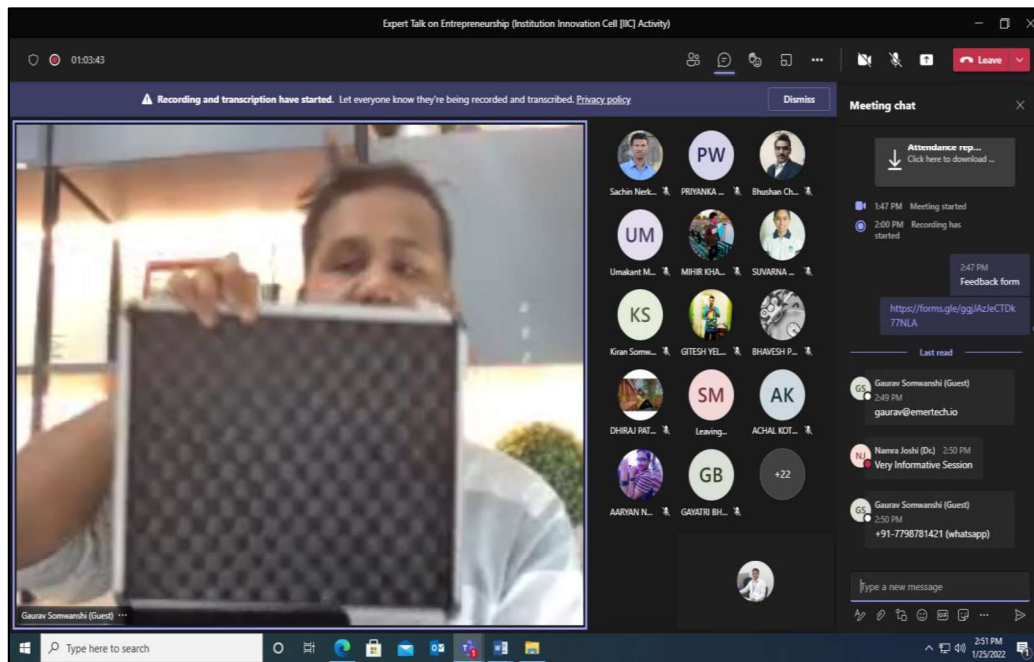 Expert Talk on Entrepreneurship (Institution Innovation Cell [IIC] Activity)
01:03:43
Leave
Recording and transcription have started. Let everyone know they're being recorded and transcribed. Privacy policy
Dismiss
Meeting chat
Attendance rep...
Click here to download ...
1:47 PM Meeting started
2:00 PM Recording has
started
2:47 PM
Feedback form
https://forms.gle/ggjJAzJeCTDk
77NLA
Last read
GS
Gaurav Somwanshi (Guest)
2:49 PM
gaurav@emertech.io
NJ
Namra Joshi (Dr.) 2:50 PM
Very Informative Session
GS
Gaurav Somwanshi (Guest)
2:50 PM
+91-7798781421 (whatsapp)
Type a new message
PW
Sachin Nerk...
PRIYANKA ...
Bhushan Ch...
UM
Umakant M...
MIHIR KHA...
SUVARNA ...
KS
Kiran Somw...
GITESH YEL...
BHAVESH P...
SM
AK
DHIRAJ PAT...
Leaving...
ACHAL KOT...
GB
+22
AARYAN N...
GAYATRI BH...
Gaurav Somwanshi (Guest)
Type here to search
2:51 PM
1/25/2022